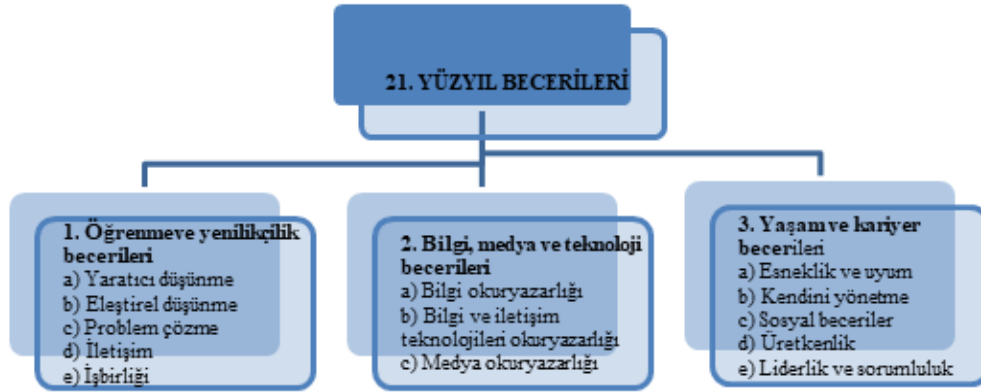 21. YÜZYIL BECERİLERİ
1. Öğrenmeve yenilikçilik
becerileri
a) Yaratıcı düşünme
b) Eleştirel düşünme
c) Problem çözme
d) İletişim
e) İşbirliği
2. Bilgi, medya ve teknoloji
becerileri
a) Bilgi okuryazarlığı
b) Bilgi ve iletişim
teknolojileri okuryazarlığı
c) Medya okuryazarlığı
3. Yaşam ve kariyer
becerileri
a) Esneklik ve uyum
b) Kendini yönetme
c) Sosyal beceriler
d) Üretkenlik
e) Liderlik ve sorumluluk